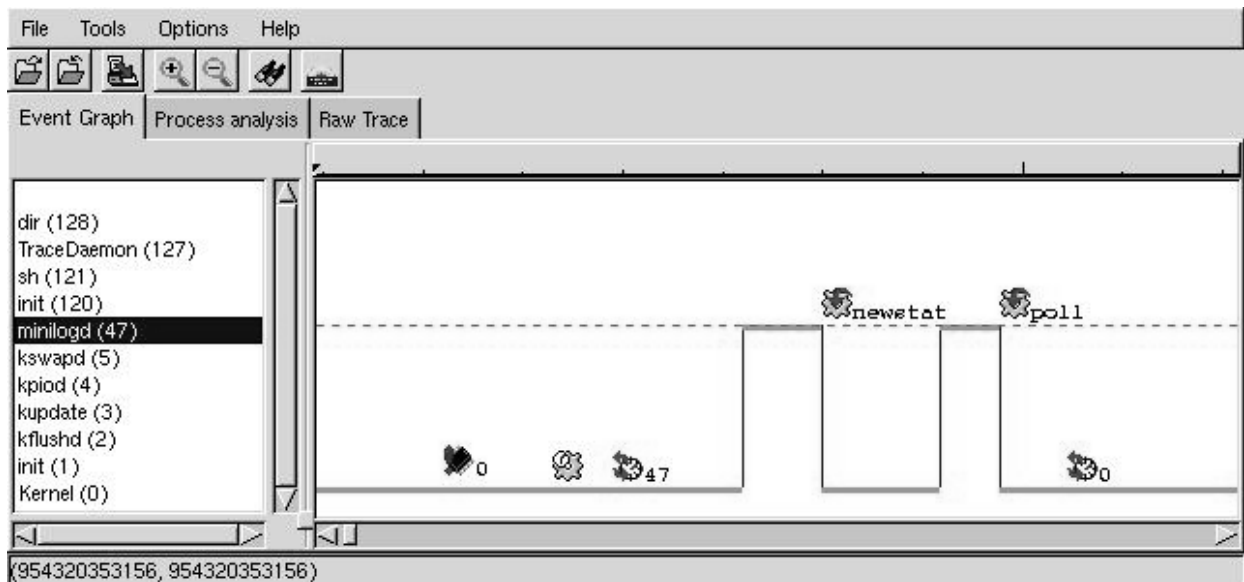 File Tools Options Help
Event Graph Process analysis Raw Trace
dir (128)
TraceDaemon (127)
sh (121)
init (120)
minilogd (47)
kswapd (5)
kpiod (4)
kupdate (3)
kflushd (2)
init (1)
Kernel (0)
newstat poll
0 47 0
(954320353156, 954320353156)